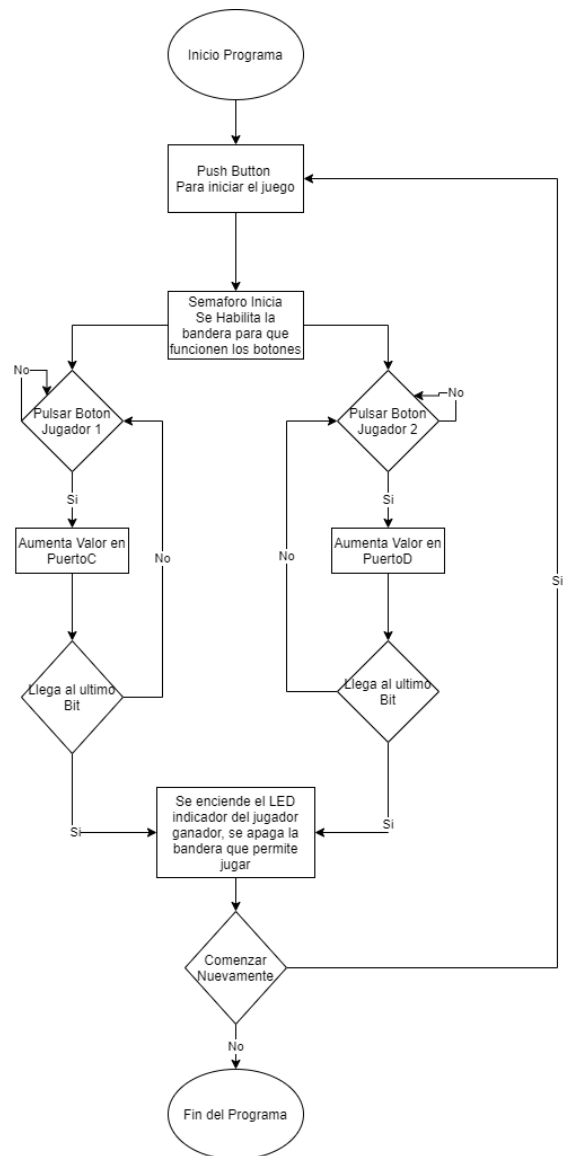 Inicio Programa
Push Button
Para iniciar el juego
Semaforo Inicia
Se Habilita la
bandera para que
funcionen los botones
No
Pulsar Boton
Jugador 1
No
Pulsar Boton
Jugador 2
Si
Si
Aumenta Valor en
PuertoC
Aumenta Valor en
PuertoD
No
No
Si
Llega al ultimo
Bit
Llega al ultimo
Bit
Se enciende el LED
indicador del jugador
ganador, se apaga la
bandera que permite
jugar
Si
Si
Comenzar
Nuevamente
No
Fin del Programa